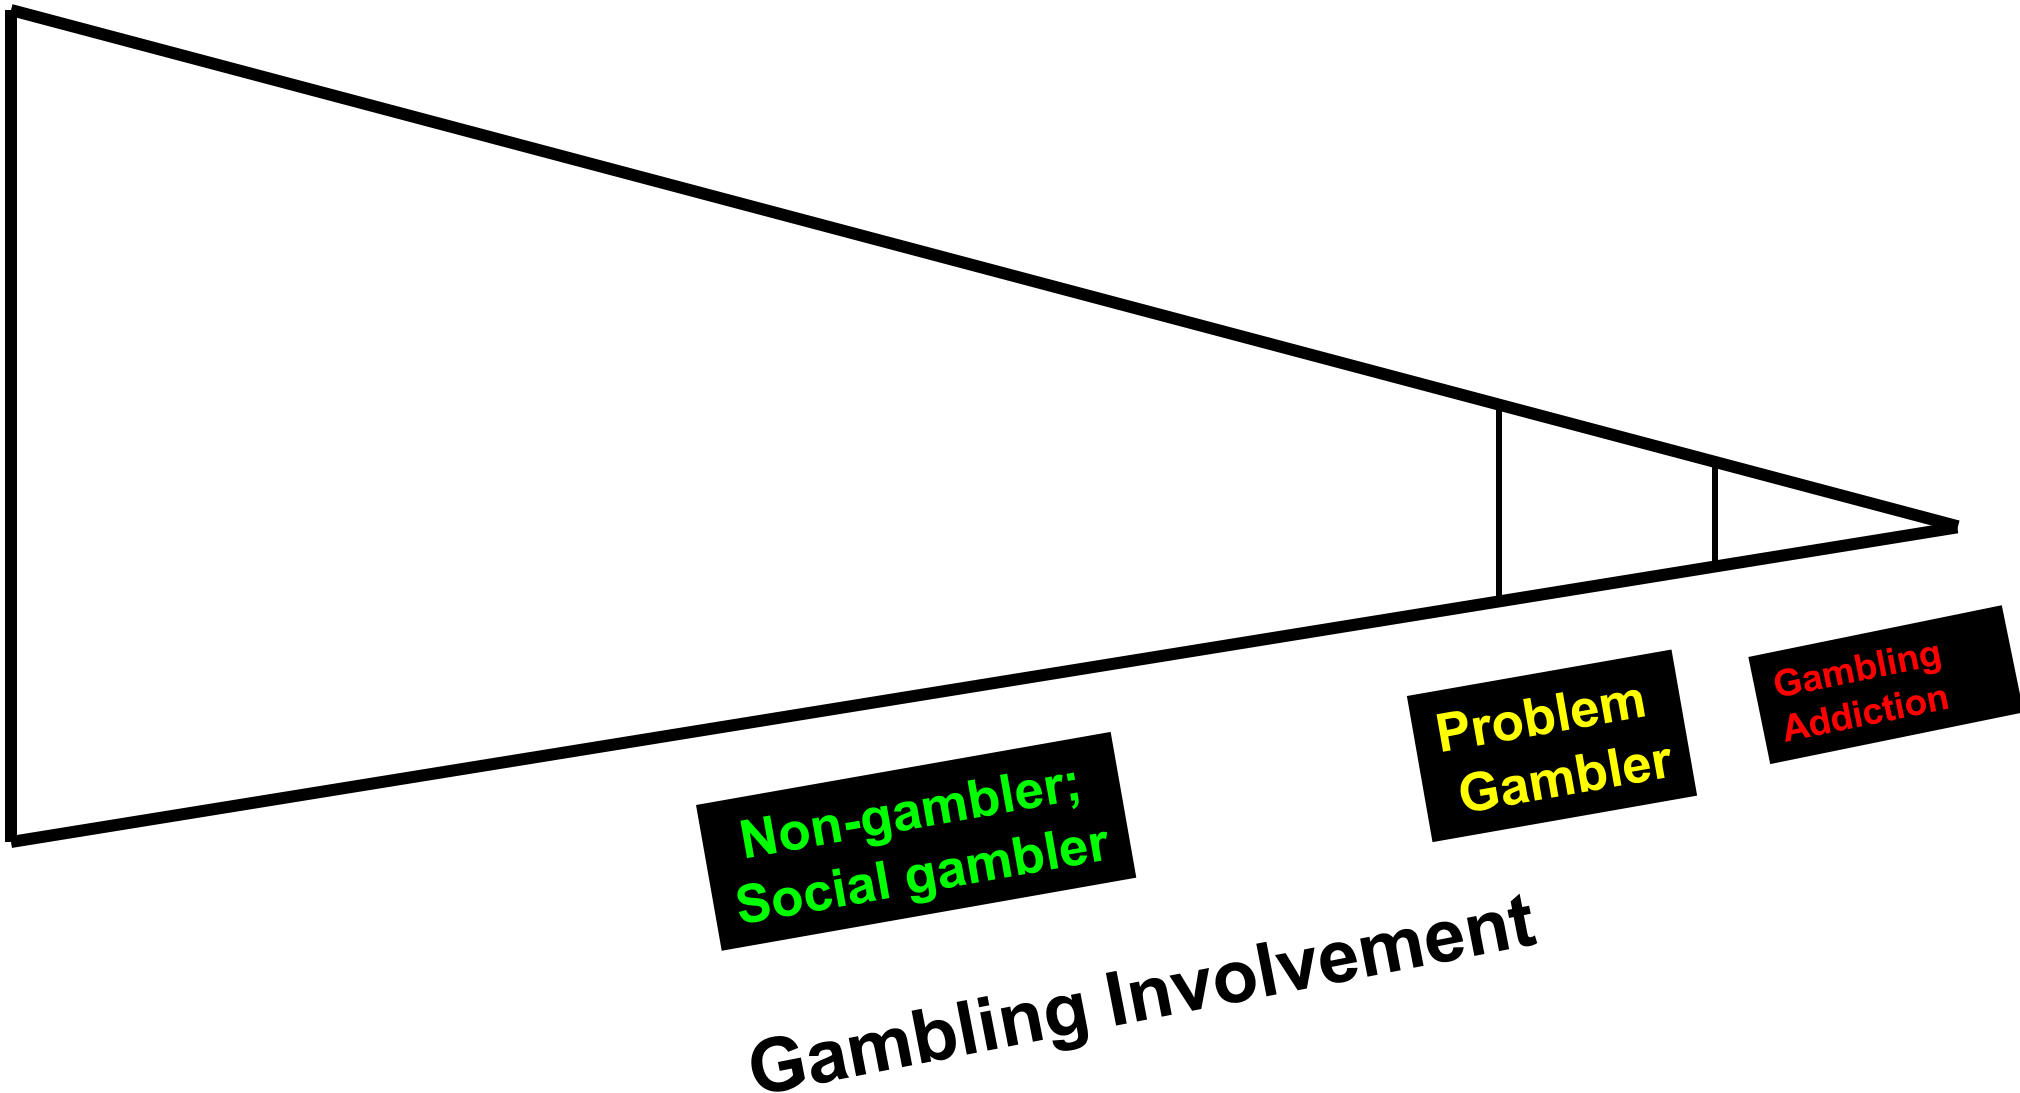 Non-gambler;
Social gambler
Problem
Gambler
Gambling
Addiction
Gambling Involvement